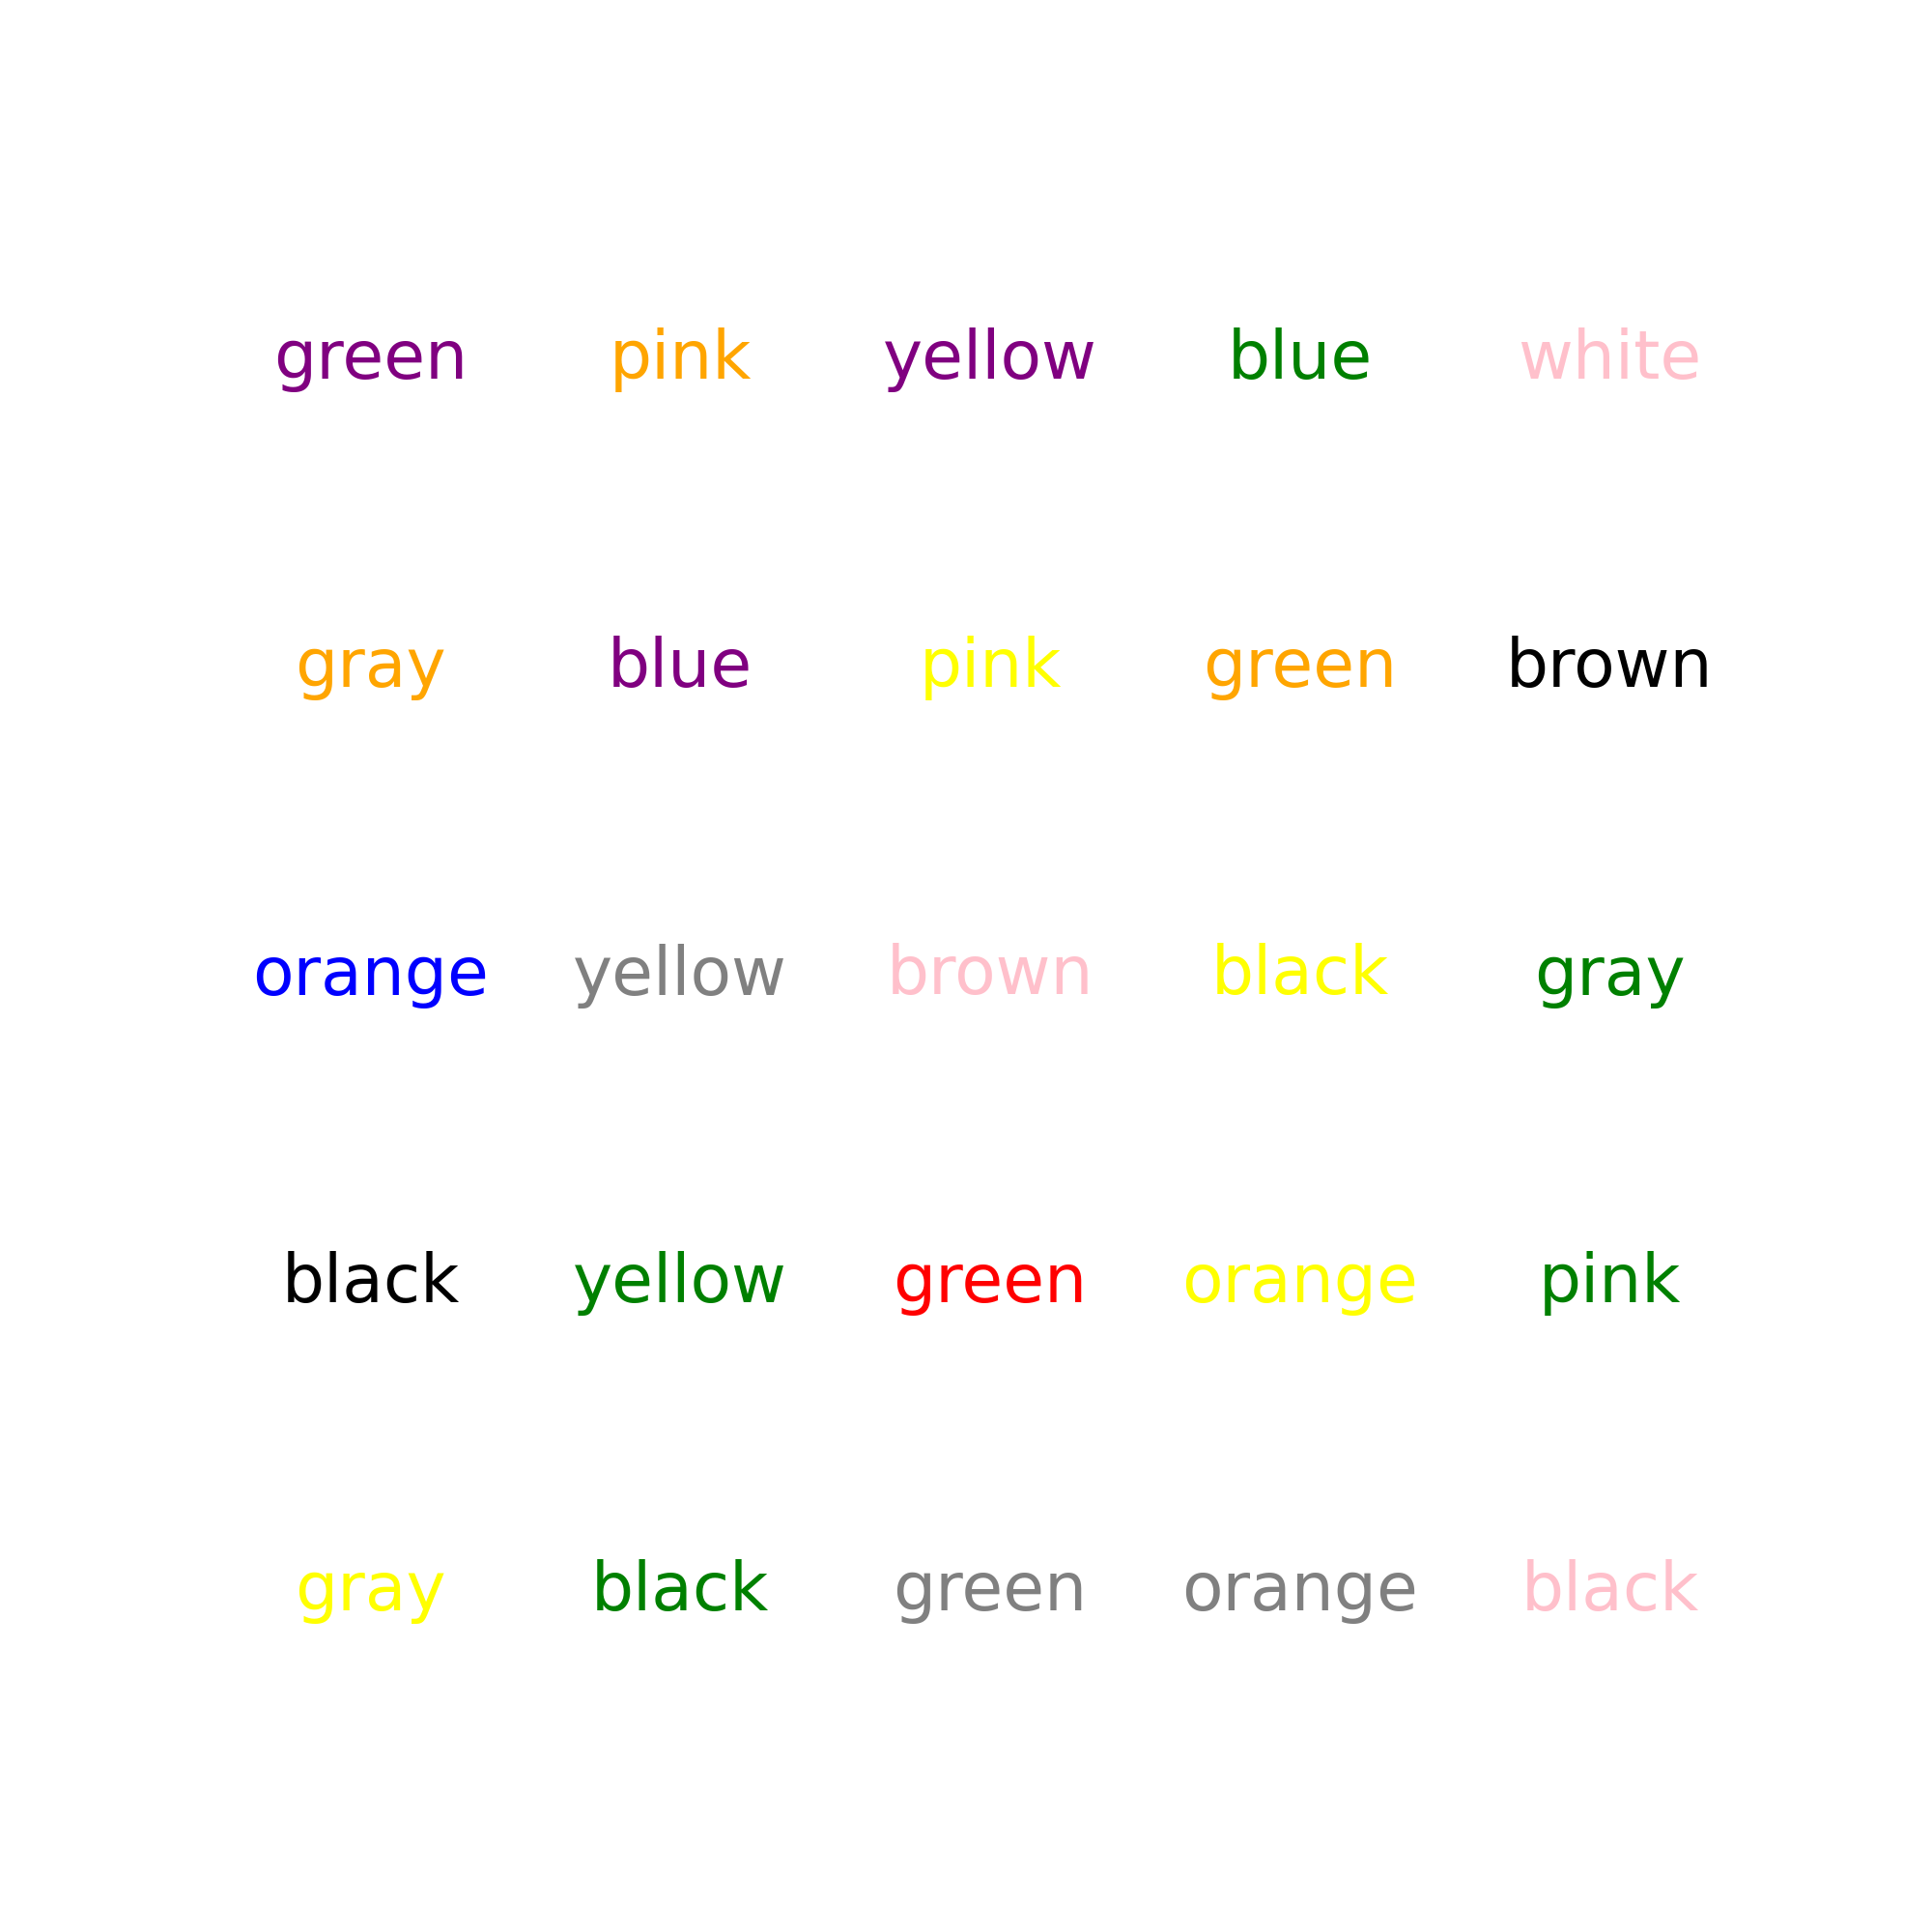 green pink yellow blue white
gray blue pink green brown
orange yellow brown black gray
black yellow green orange pink
gray black green orange black